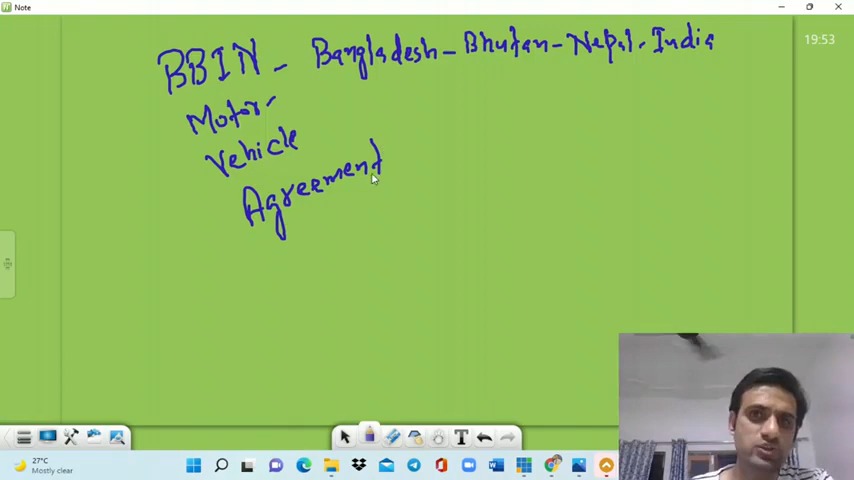 Note
19:53
BBIN - Bangladesh - Bhutan - Nepal - India
Motor
Vehicle
Agreement
27°C
Mostly clear